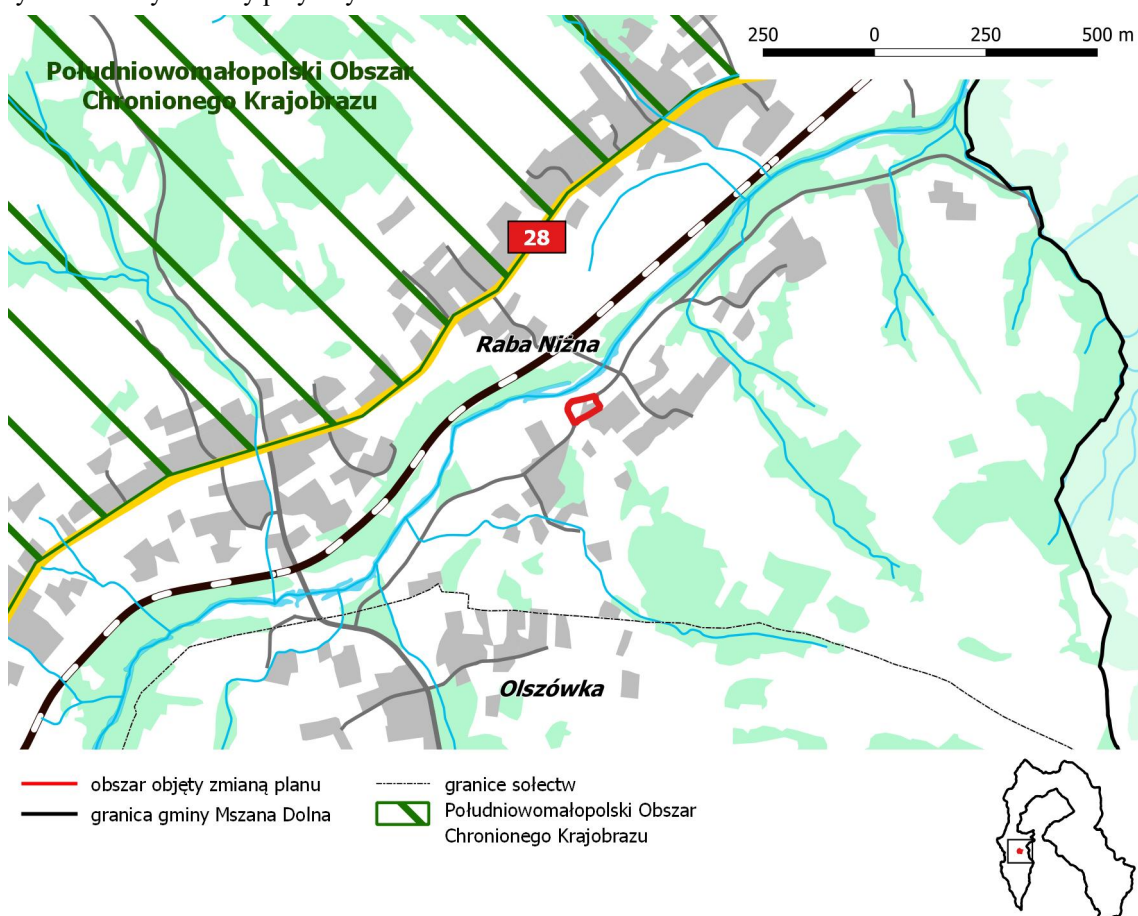 250 0 250 500 m
Południowomałopolski Obszar
Chronionego Krajobrazu
28
Raba Niżna
Olszówka
obszar objęty zmianą planu
granica gminy Mszana Dolna
granice sołectw
Południowomałopolski Obszar
Chronionego Krajobrazu